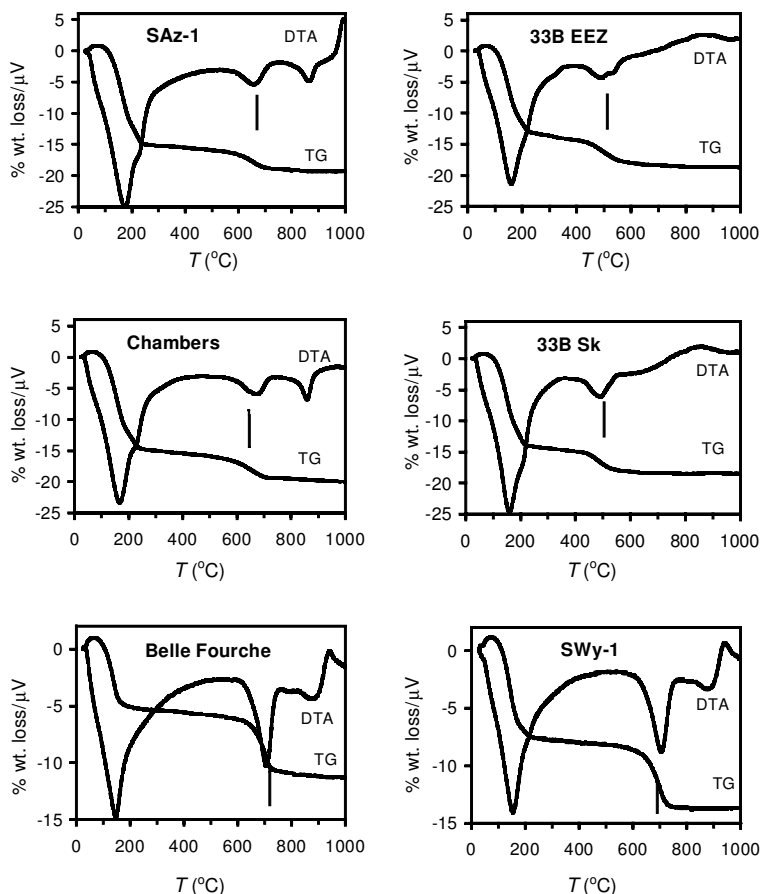 SAz-1
DTA
TG
5
0
-5
-10
-15
-20
-25
% wt. loss/µV
0 200 400 600 800 1000
T (°C)
33B EEZ
DTA
TG
5
0
-5
-10
-15
-20
-25
% wt. loss/µV
0 200 400 600 800 1000
T (°C)
Chambers
DTA
TG
5
0
-5
-10
-15
-20
-25
% wt. loss/µV
0 200 400 600 800 1000
T (°C)
33B Sk
DTA
TG
5
0
-5
-10
-15
-20
-25
% wt. loss/µV
0 200 400 600 800 1000
T (°C)
Belle Fourche
DTA
TG
0
-5
-10
-15
% wt. loss/µV
0 200 400 600 800 1000
T (°C)
SWy-1
DTA
TG
0
-5
-10
-15
% wt. loss/µV
0 200 400 600 800 1000
T (°C)